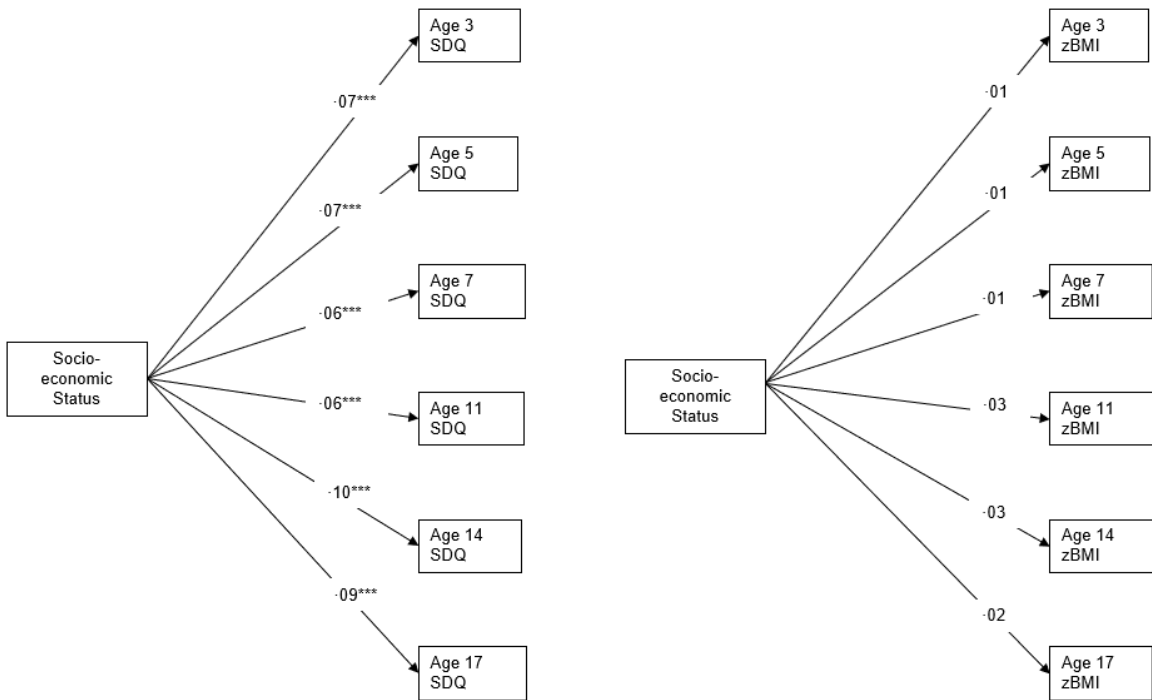 Age 3
SDQ
·07***
Age 5
SDQ
·07***
Age 7
SDQ
·06***
Socio-
economic
Status
·06***
Age 11
SDQ
·10***
Age 14
SDQ
·09***
Age 17
SDQ
Age 3
zBMI
·01
Age 5
zBMI
·01
Age 7
zBMI
·01
Socio-
economic
Status
·03
Age 11
zBMI
·03
Age 14
zBMI
·02
Age 17
zBMI